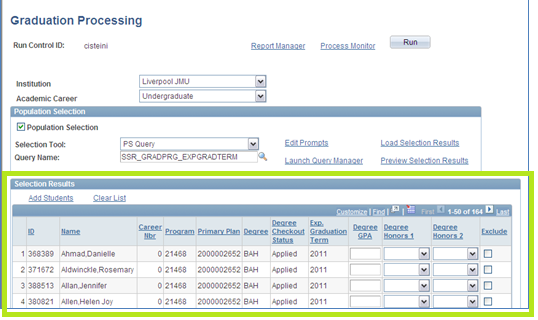 Graduation Processing
Run Control ID: cisteini Report Manager Process Monitor Run
Institution Liverpool JMU
Academic Career Undergraduate
Population Selection
Population Selection
Selection Tool: PS Query Edit Prompts Load Selection Results
Query Name: SSR_GRADPRG_EXPGRADTERM Launch Query Manager Preview Selection Results
Selection Results
Add Students Clear List
Customize | Find | First 1-50 of 164 Last
ID Name Career Nbr Program Primary Plan Degree Degree Checkout Status Exp. Graduation Term Degree GPA Degree Honors 1 Degree Honors 2 Exclude
1 368389 Ahmad,Danielle 0 21468 2000002652 BAH Applied 2011
2 371672 Aldwinckle,Rosemary 0 21468 2000002652 BAH Applied 2011
3 388513 Allan,Jennifer 0 21468 2000002652 BAH Applied 2011
4 380821 Allen,Helen Joy 0 21468 2000002652 BAH Applied 2011